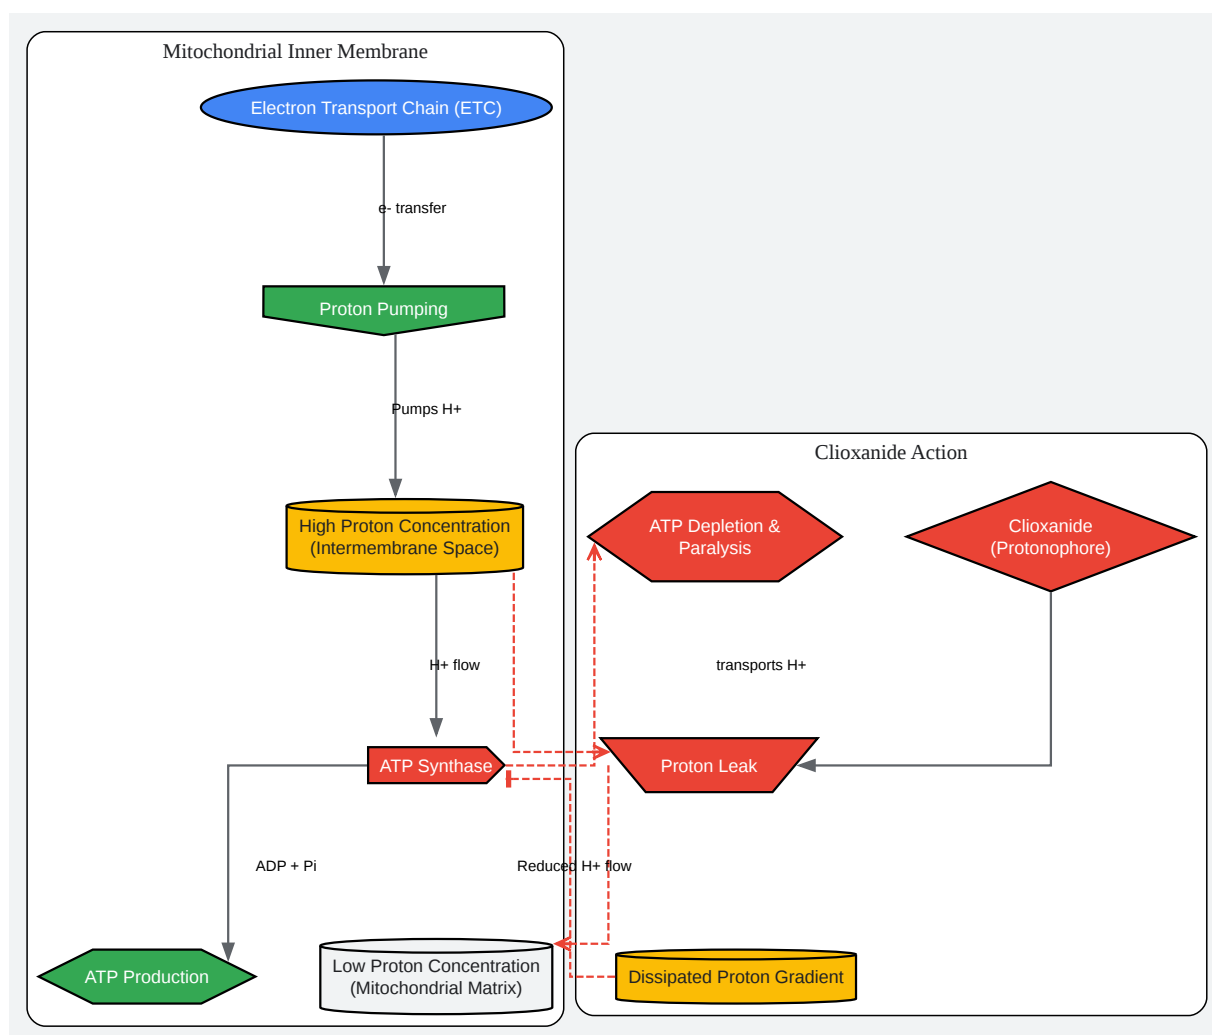 Mitochondrial Inner Membrane
Electron Transport Chain (ETC)
e- transfer
Proton Pumping
Pumps H+
High Proton Concentration
(Intermembrane Space)
H+ flow
ATP Synthase
ADP + Pi
Reduced H+ flow
ATP Production
Low Proton Concentration
(Mitochondrial Matrix)
Clioxanide Action
ATP Depletion &
Paralysis
Clioxanide
(Protonophore)
transports H+
Proton Leak
Dissipated Proton Gradient